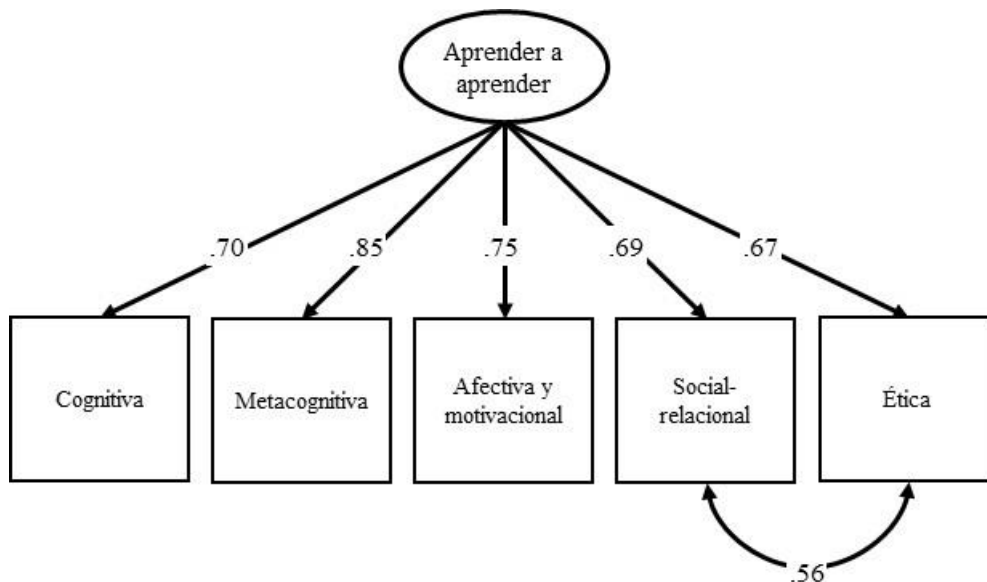 Aprender a
aprender
.70
.85
.75
.69
.67
Cognitiva
Metacognitiva
Afectiva y
motivacional
Social-
relacional
Ética
.56